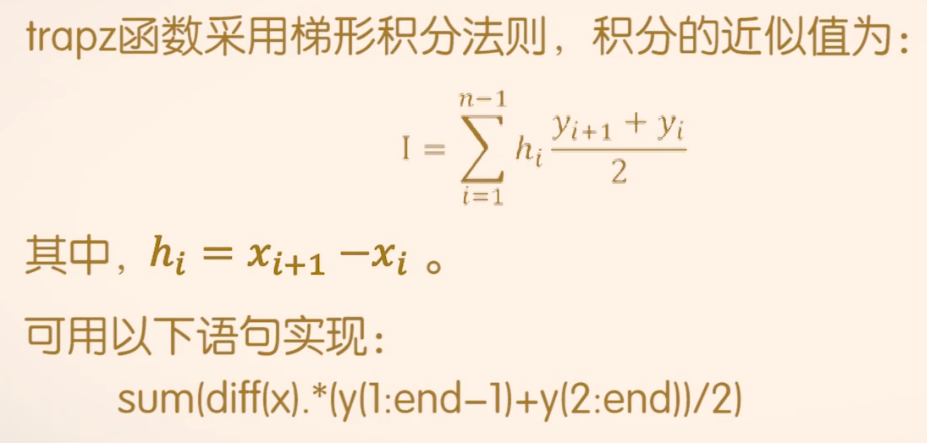 trapz函数采用梯形积分法则，积分的近似值为：
I = \sum_{i=1}^{n-1} h_i \frac{y_{i+1} + y_i}{2}
其中，h_i = x_{i+1} − x_i 。
可用以下语句实现：
sum(diff(x).*(y(1:end−1)+y(2:end))/2)